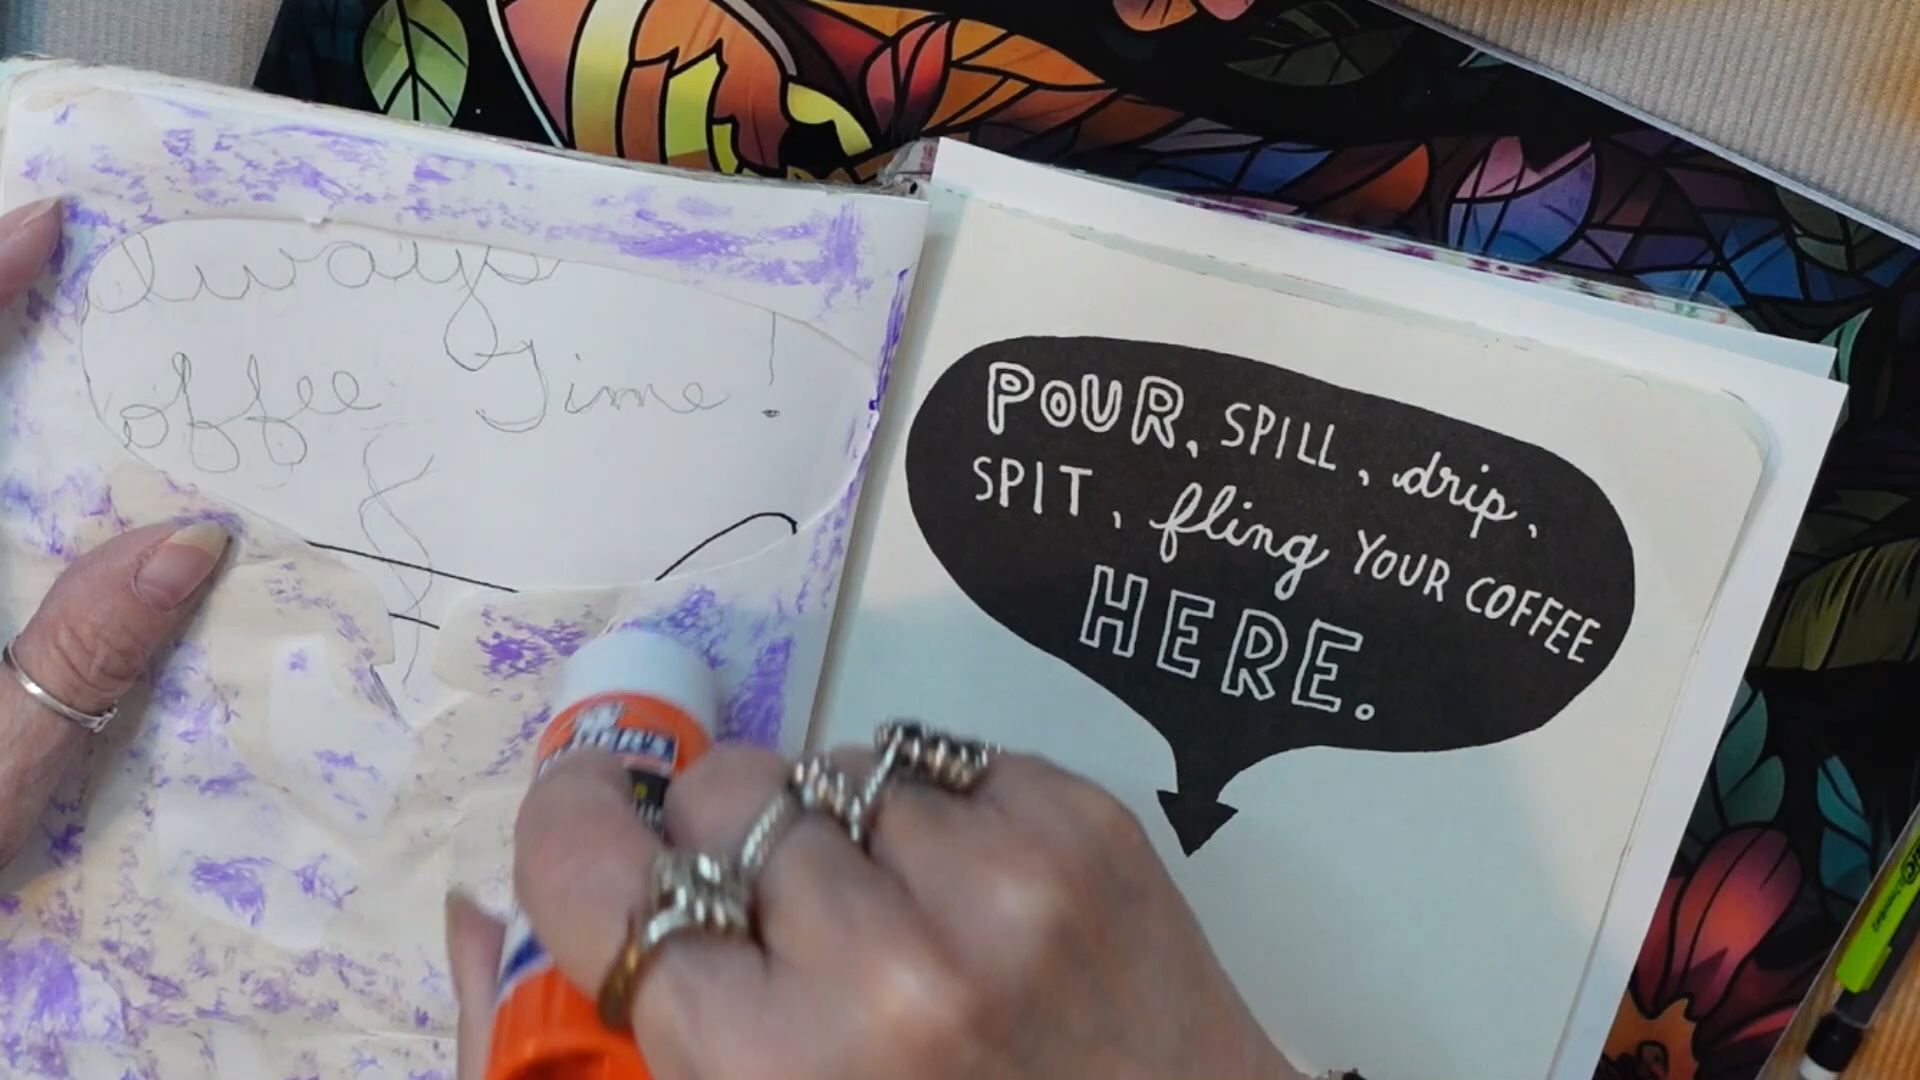 always
Coffee Time!
POUR, SPILL, drip,
SPIT, fling YOUR COFFEE
HERE.